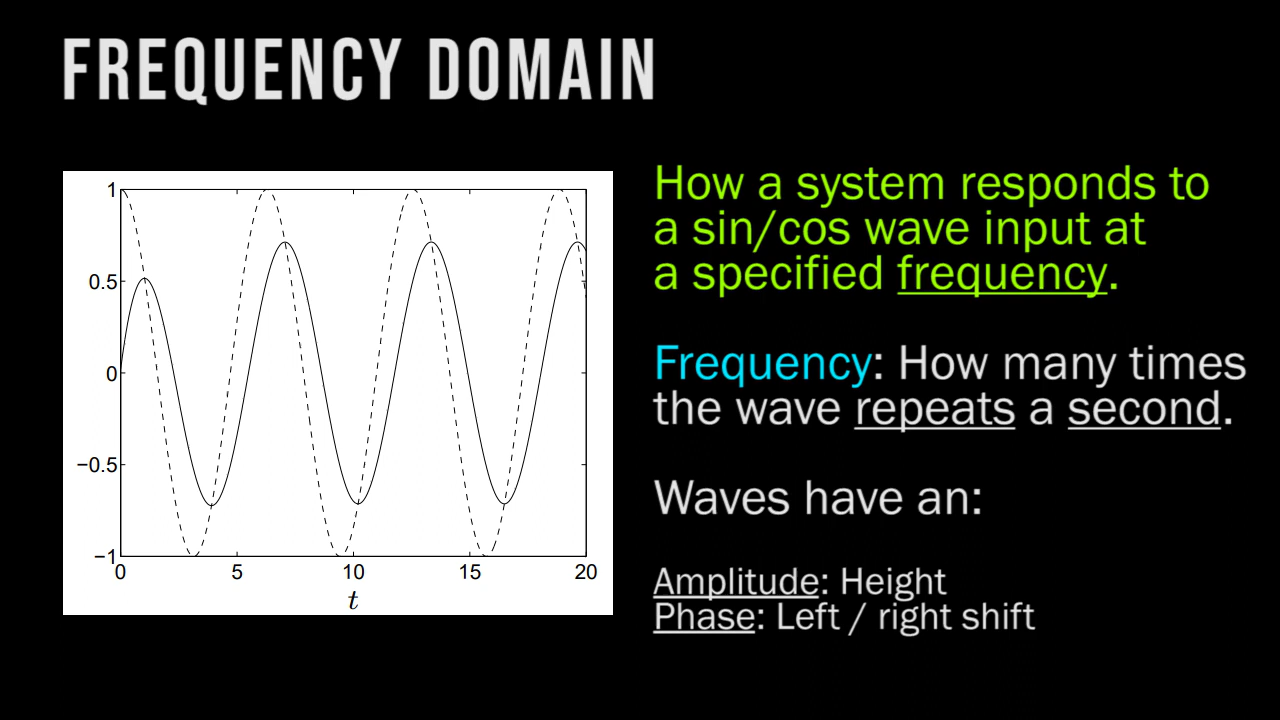 FREQUENCY DOMAIN
1
0.5
0
−0.5
−1
0 5 10 15 20
t
How a system responds to
a sin/cos wave input at
a specified frequency.
Frequency: How many times
the wave repeats a second.
Waves have an:
Amplitude: Height
Phase: Left / right shift